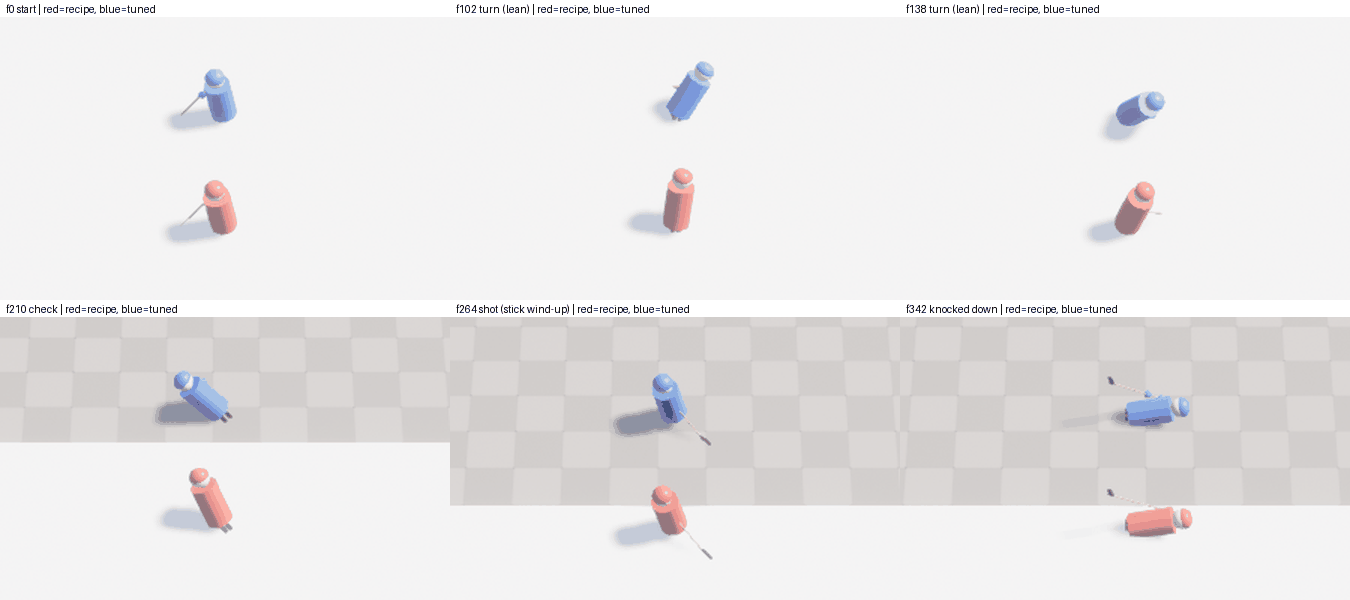 f0 start | red=recipe, blue=tuned
f102 turn (lean) | red=recipe, blue=tuned
f138 turn (lean) | red=recipe, blue=tuned
f210 check | red=recipe, blue=tuned
f264 shot (stick wind-up) | red=recipe, blue=tuned
f342 knocked down | red=recipe, blue=tuned